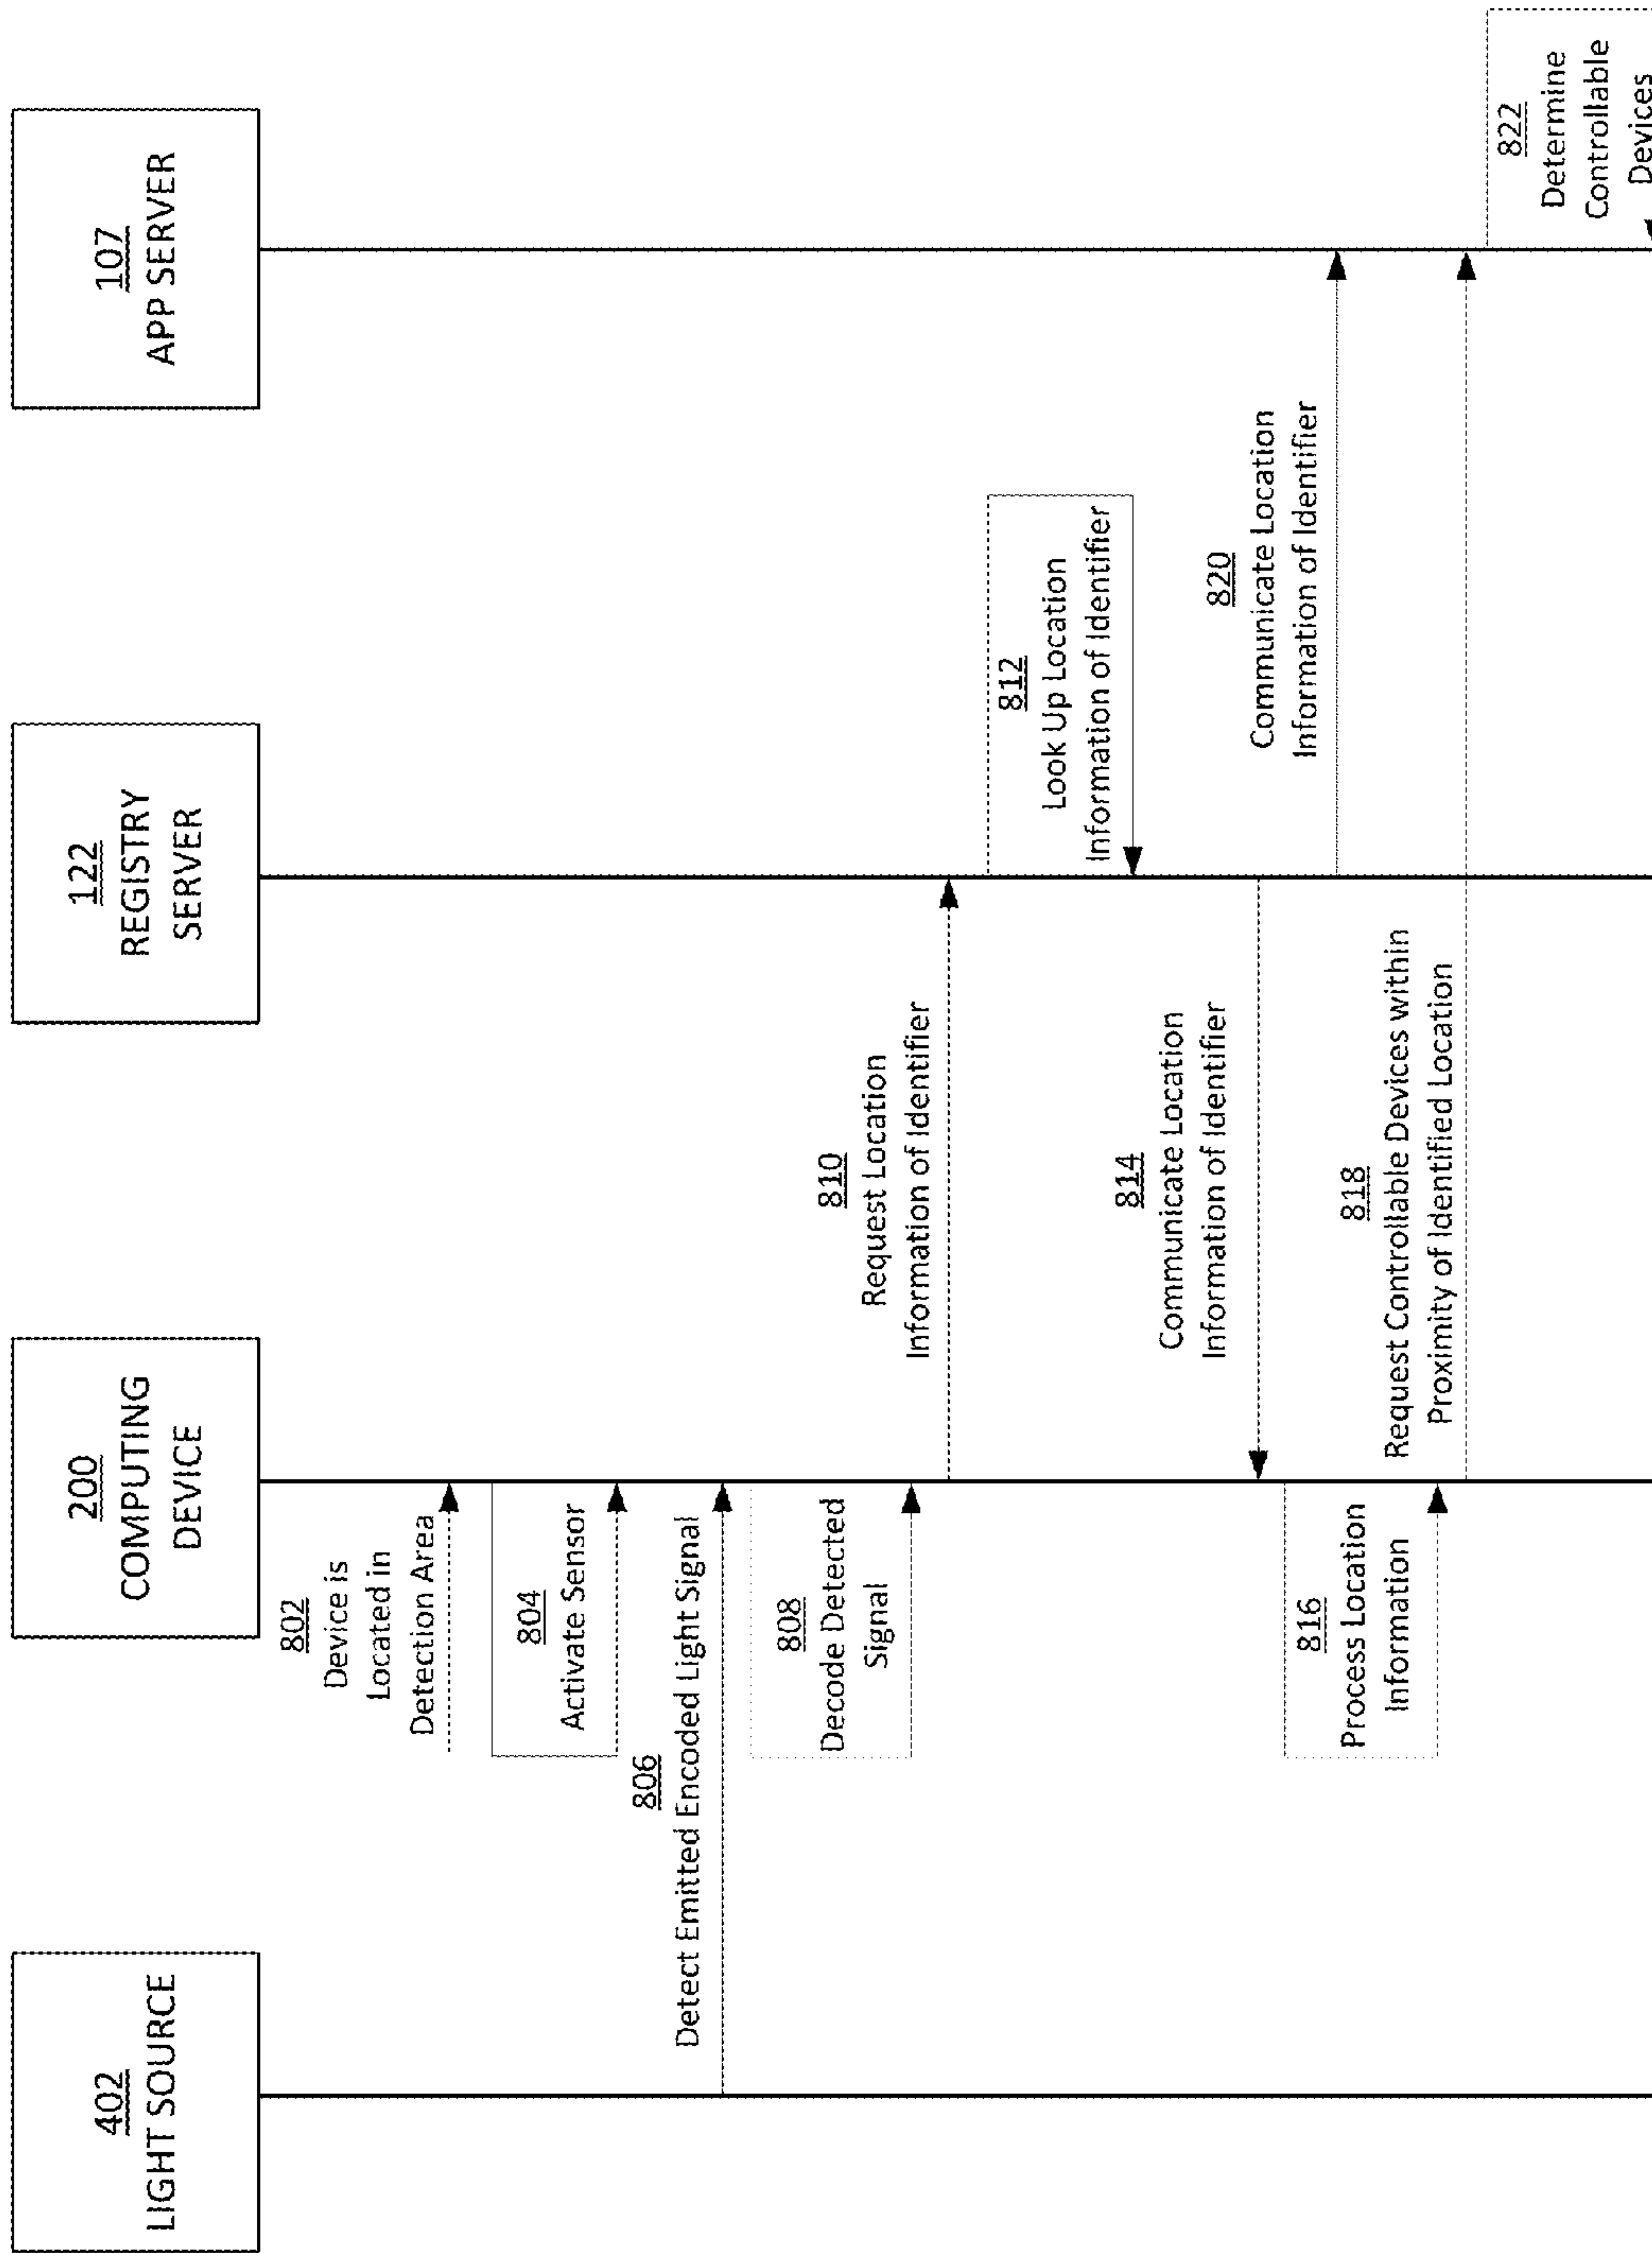 402
LIGHT SOURCE
200
COMPUTING
DEVICE
122
REGISTRY
SERVER
107
APP SERVER
802
Device is
Located in
Detection Area
804
Activate Sensor
806
Detect Emitted Encoded Light Signal
808
Decode Detected
Signal
810
Request Location
Information of Identifier
812
Look Up Location
Information of Identifier
814
Communicate Location
Information of Identifier
820
Communicate Location
Information of Identifier
816
Process Location
Information
818
Request Controllable Devices within
Proximity of Identified Location
822
Determine
Controllable
Devices